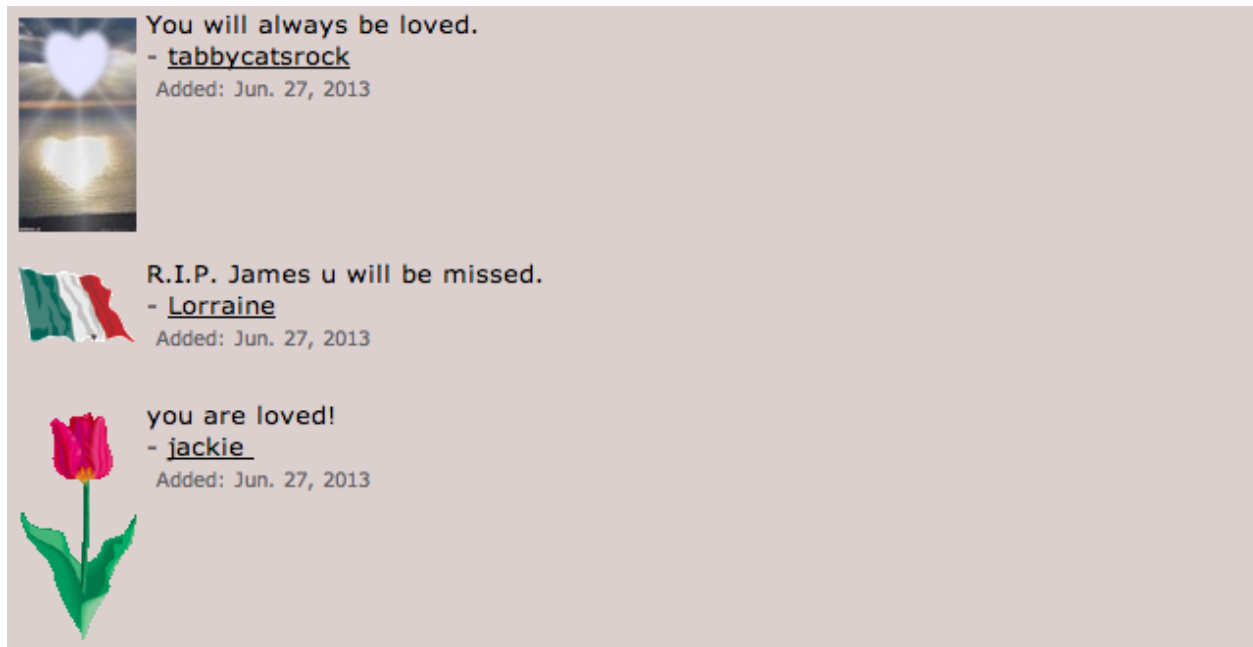 You will always be loved.
- tabbycatsrock
Added: Jun. 27, 2013
R.I.P. James u will be missed.
- Lorraine
Added: Jun. 27, 2013
you are loved!
- jackie
Added: Jun. 27, 2013